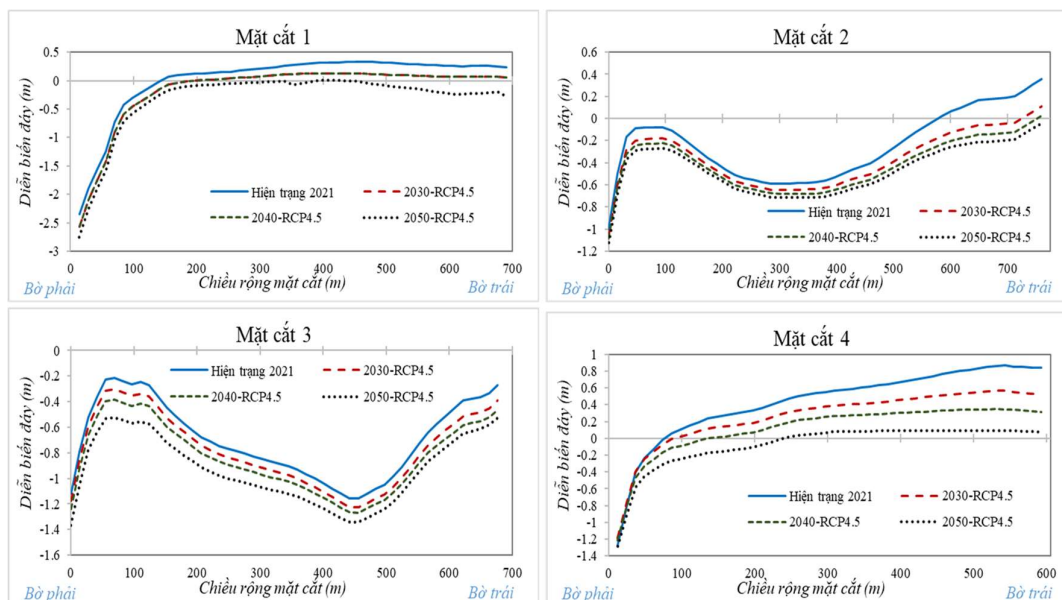 Mặt cắt 1
Diễn biến đáy (m)
0.5
0
-0.5
-1
-1.5
-2
-2.5
-3
Hiện trạng 2021
2030-RCP4.5
2040-RCP4.5
2050-RCP4.5
0 100 200 300 400 500 600 700
Chiều rộng mặt cắt (m)
Bờ phải
Bờ trái
Mặt cắt 2
Diễn biến đáy (m)
0.6
0.4
0.2
0
-0.2
-0.4
-0.6
-0.8
-1
-1.2
Hiện trạng 2021
2030-RCP4.5
2040-RCP4.5
2050-RCP4.5
0 100 200 300 400 500 600 700
Chiều rộng mặt cắt (m)
Bờ phải
Bờ trái
Mặt cắt 3
Diễn biến đáy (m)
0
-0.2
-0.4
-0.6
-0.8
-1
-1.2
-1.4
-1.6
Hiện trạng 2021
2030-RCP4.5
2040-RCP4.5
2050-RCP4.5
0 100 200 300 400 500 600 700
Chiều rộng mặt cắt (m)
Bờ phải
Bờ trái
Mặt cắt 4
Diễn biến đáy (m)
1
0.8
0.6
0.4
0.2
0
-0.2
-0.4
-0.6
-0.8
-1
-1.2
-1.4
Hiện trạng 2021
2030-RCP4.5
2040-RCP4.5
2050-RCP4.5
0 100 200 300 400 500 600
Chiều rộng mặt cắt (m)
Bờ phải
Bờ trái